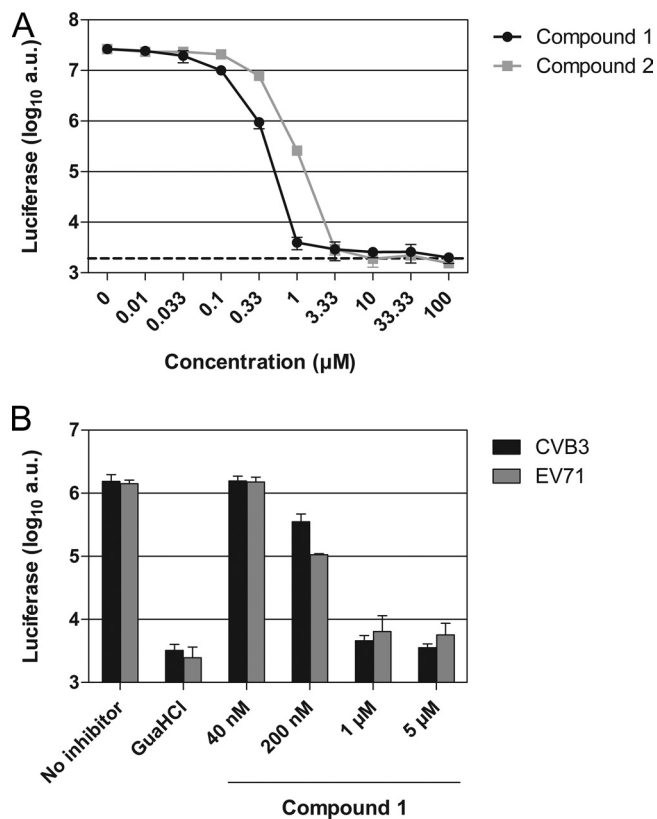 A
Luciferase (log10 a.u.)
8
7
6
5
4
3
0
0.01
0.033
0.1
0.33
1
3.33
10
33.33
100
Concentration (µM)
Compound 1
Compound 2
B
Luciferase (log10 a.u.)
7
6
5
4
3
No inhibitor
GuaHCl
40 nM
200 nM
1 µM
5 µM
Compound 1
CVB3
EV71